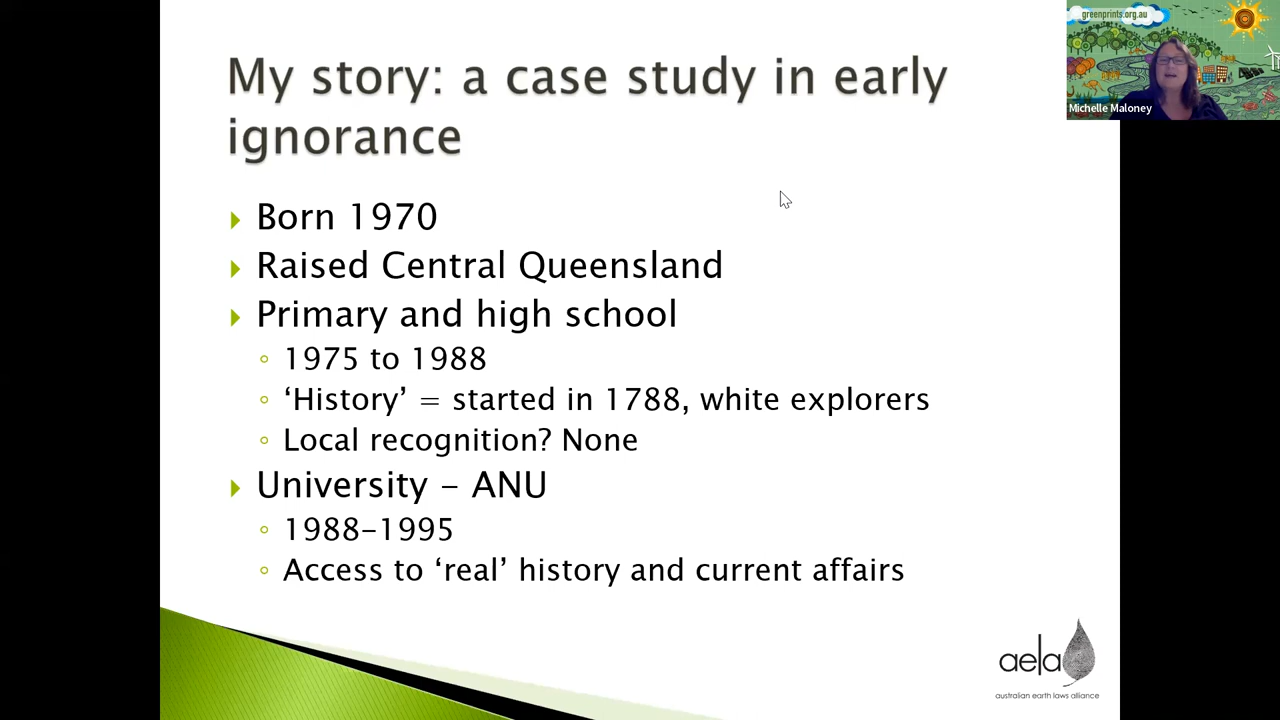 greenprints.org.au
Michelle Maloney
My story: a case study in early
ignorance
Born 1970
Raised Central Queensland
Primary and high school
1975 to 1988
‘History’ = started in 1788, white explorers
Local recognition? None
University – ANU
1988–1995
Access to ‘real’ history and current affairs
aela
australian earth laws alliance